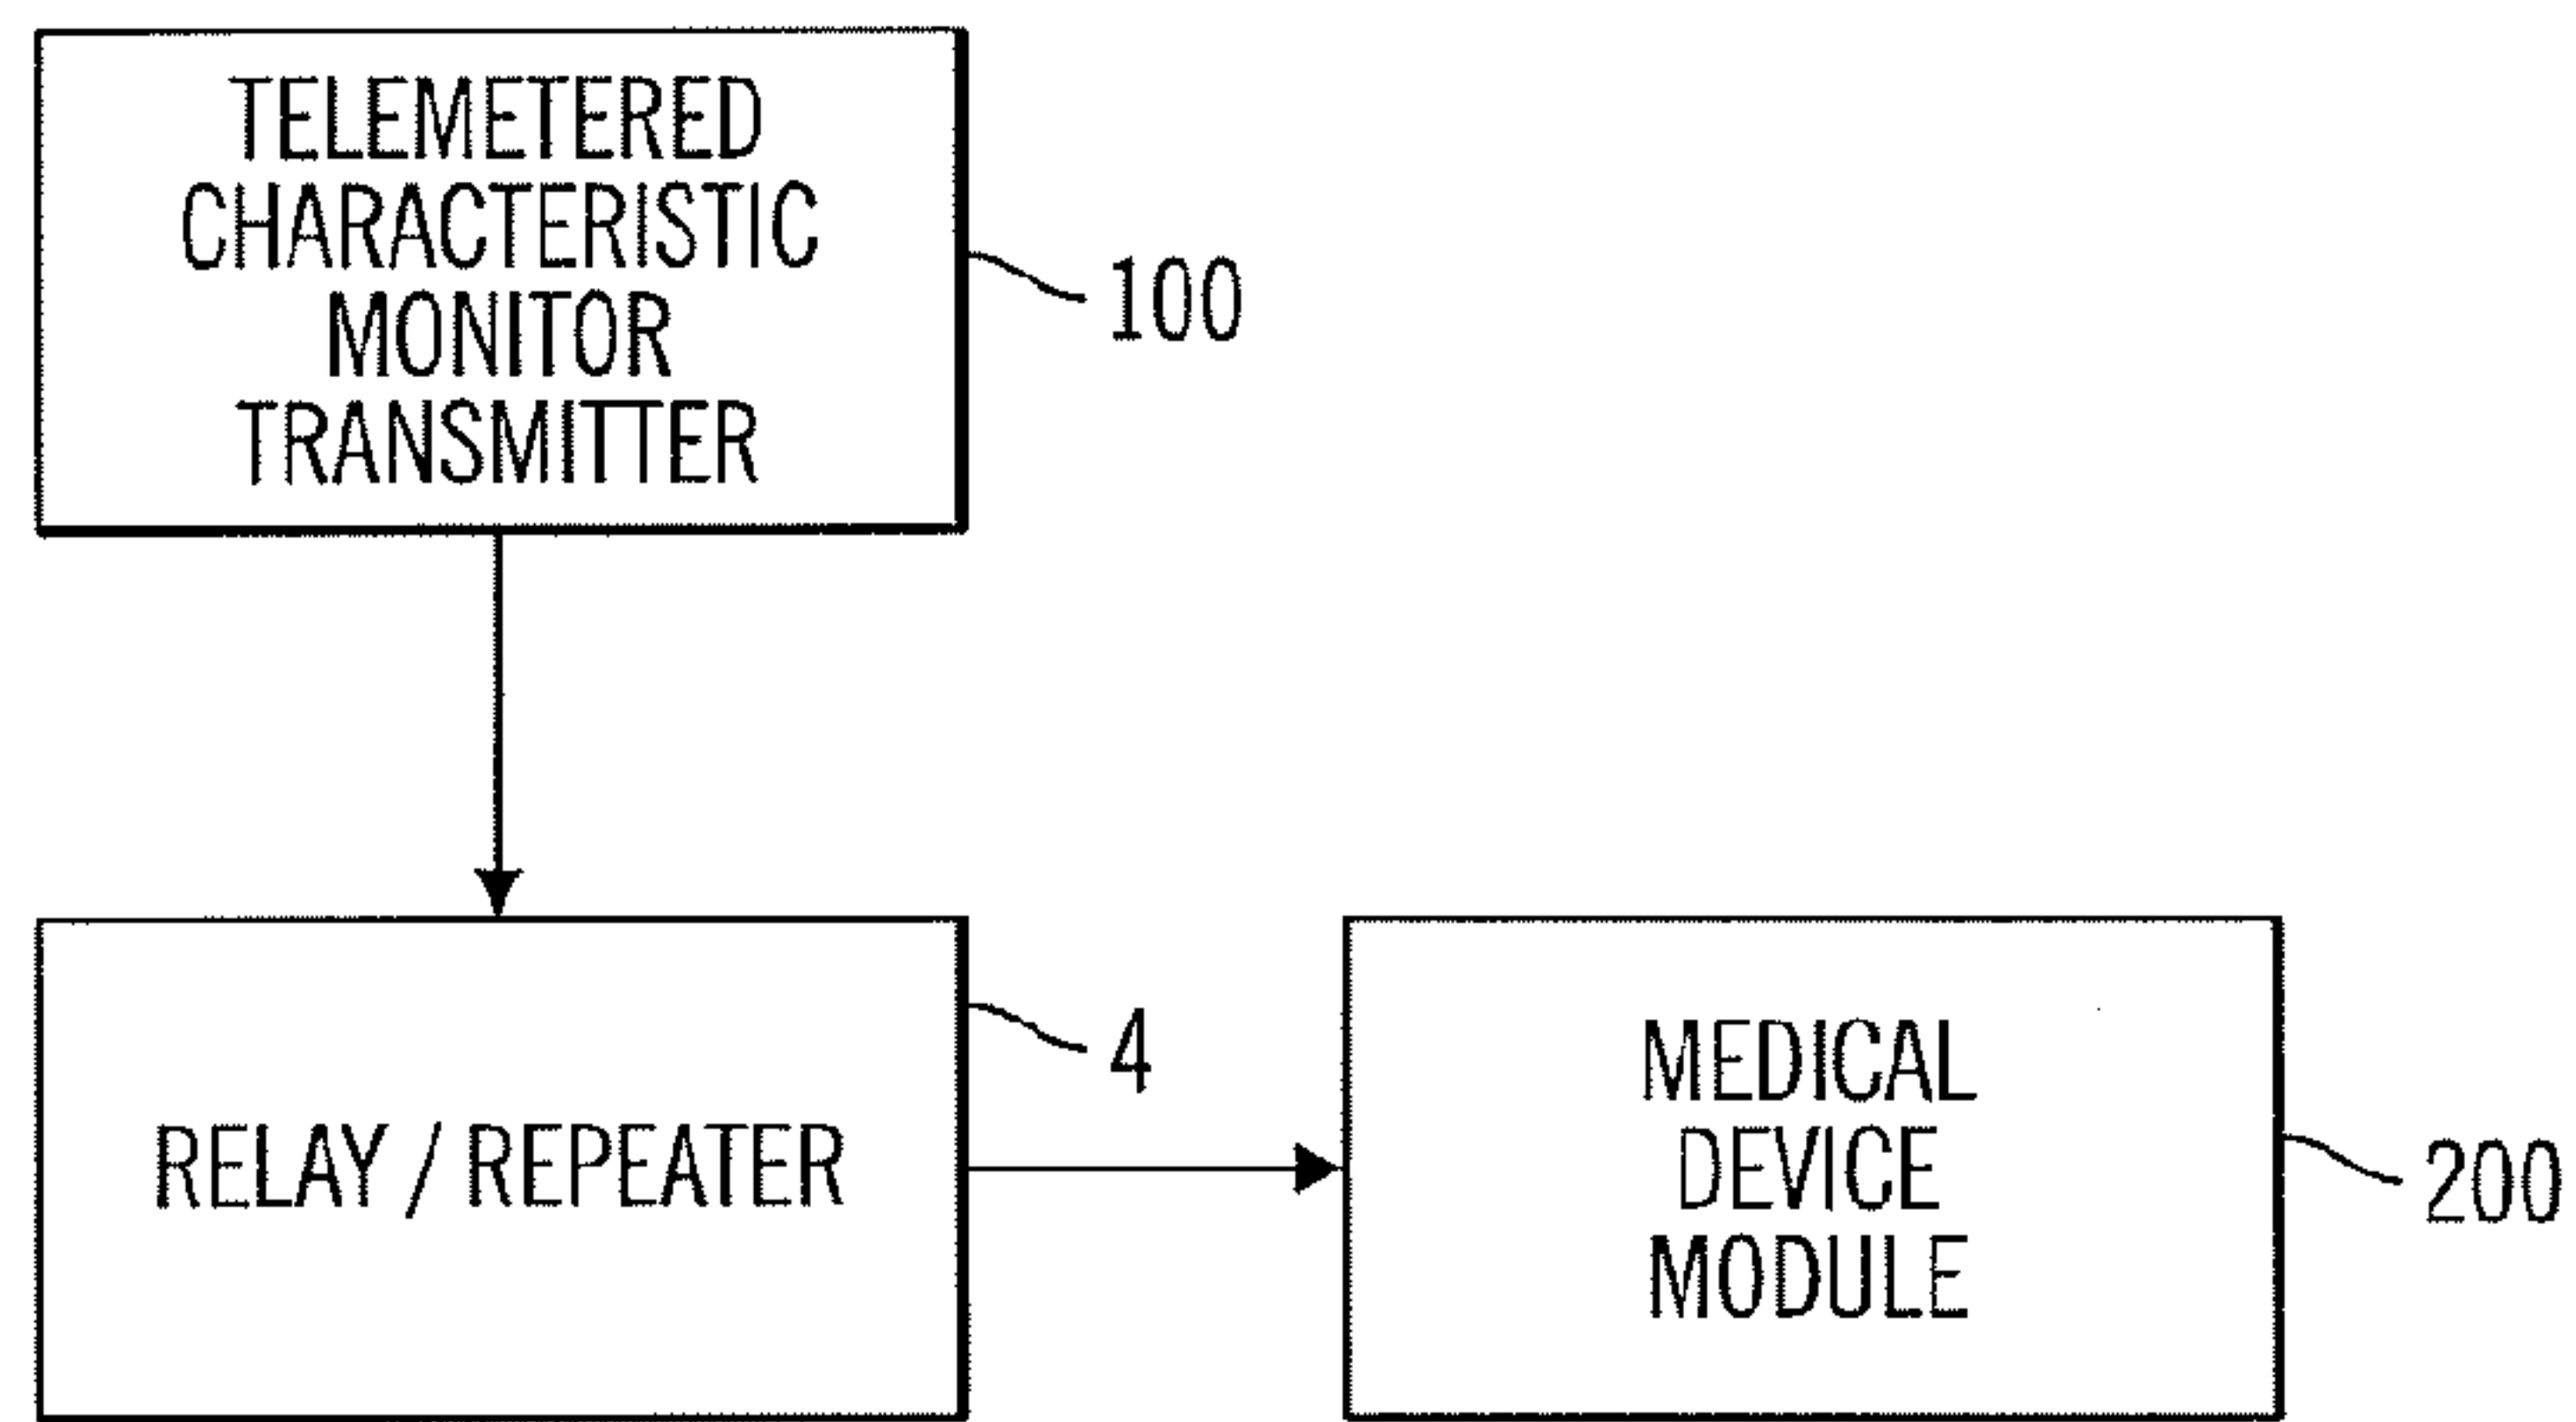 TELEMETERED
CHARACTERISTIC
MONITOR
TRANSMITTER
100
RELAY / REPEATER
4
MEDICAL
DEVICE
MODULE
200